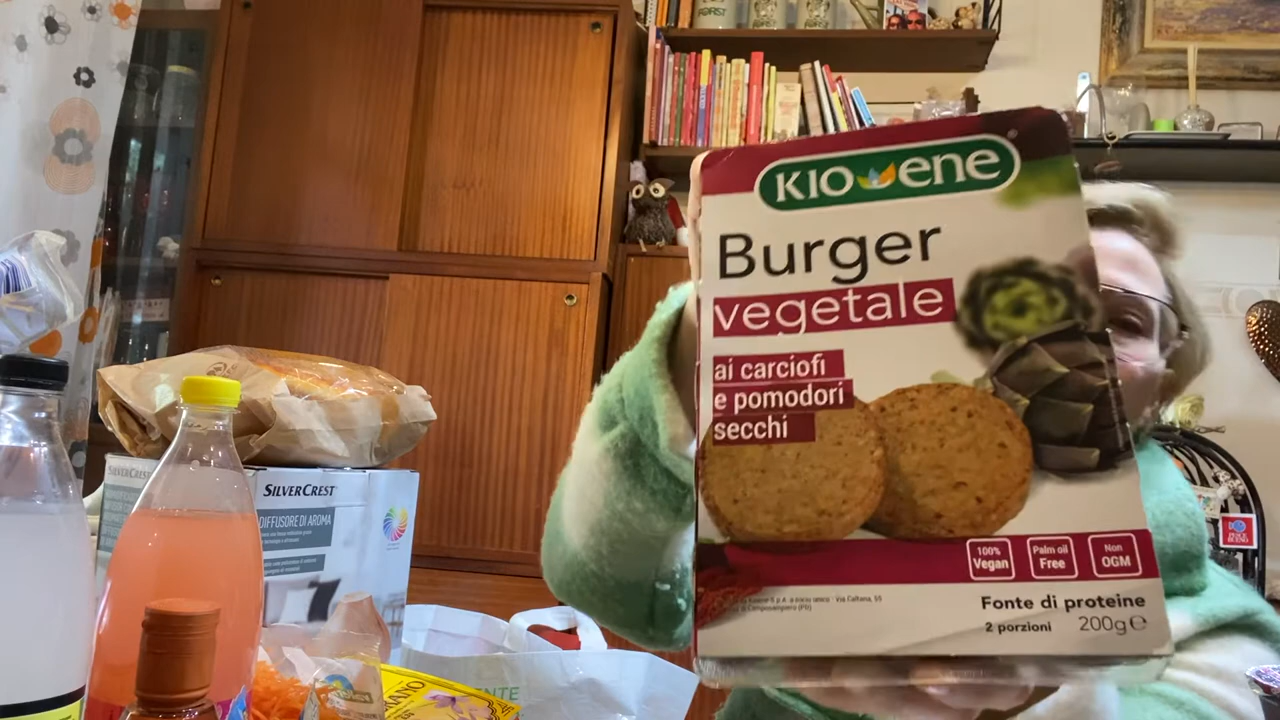 KIOENE
Burger
vegetale
ai carciofi
e pomodori
secchi
100%
Vegan
Palm oil
Free
Non
OGM
Fonte di proteine
2 porzioni 200g e
SILVERCREST
SILVERCREST
DIFFUSORE DI AROMA